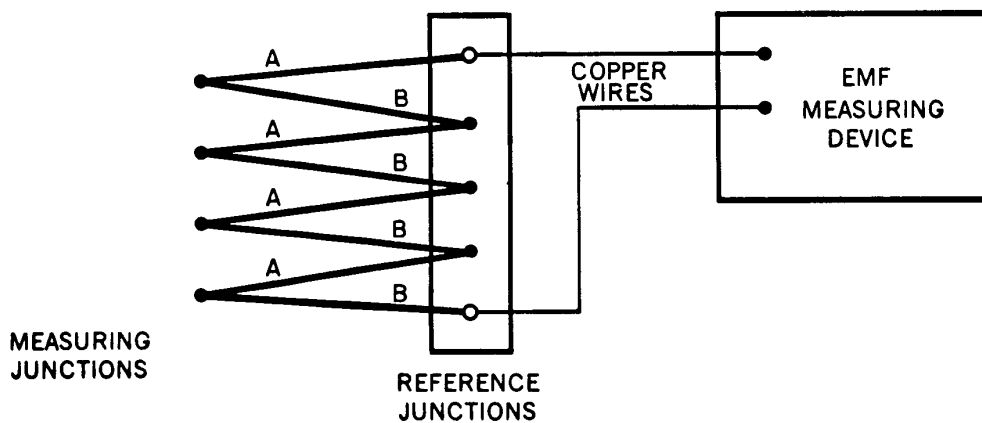 A
B
A
B
A
B
A
B
MEASURING
JUNCTIONS
REFERENCE
JUNCTIONS
COPPER
WIRES
EMF
MEASURING
DEVICE